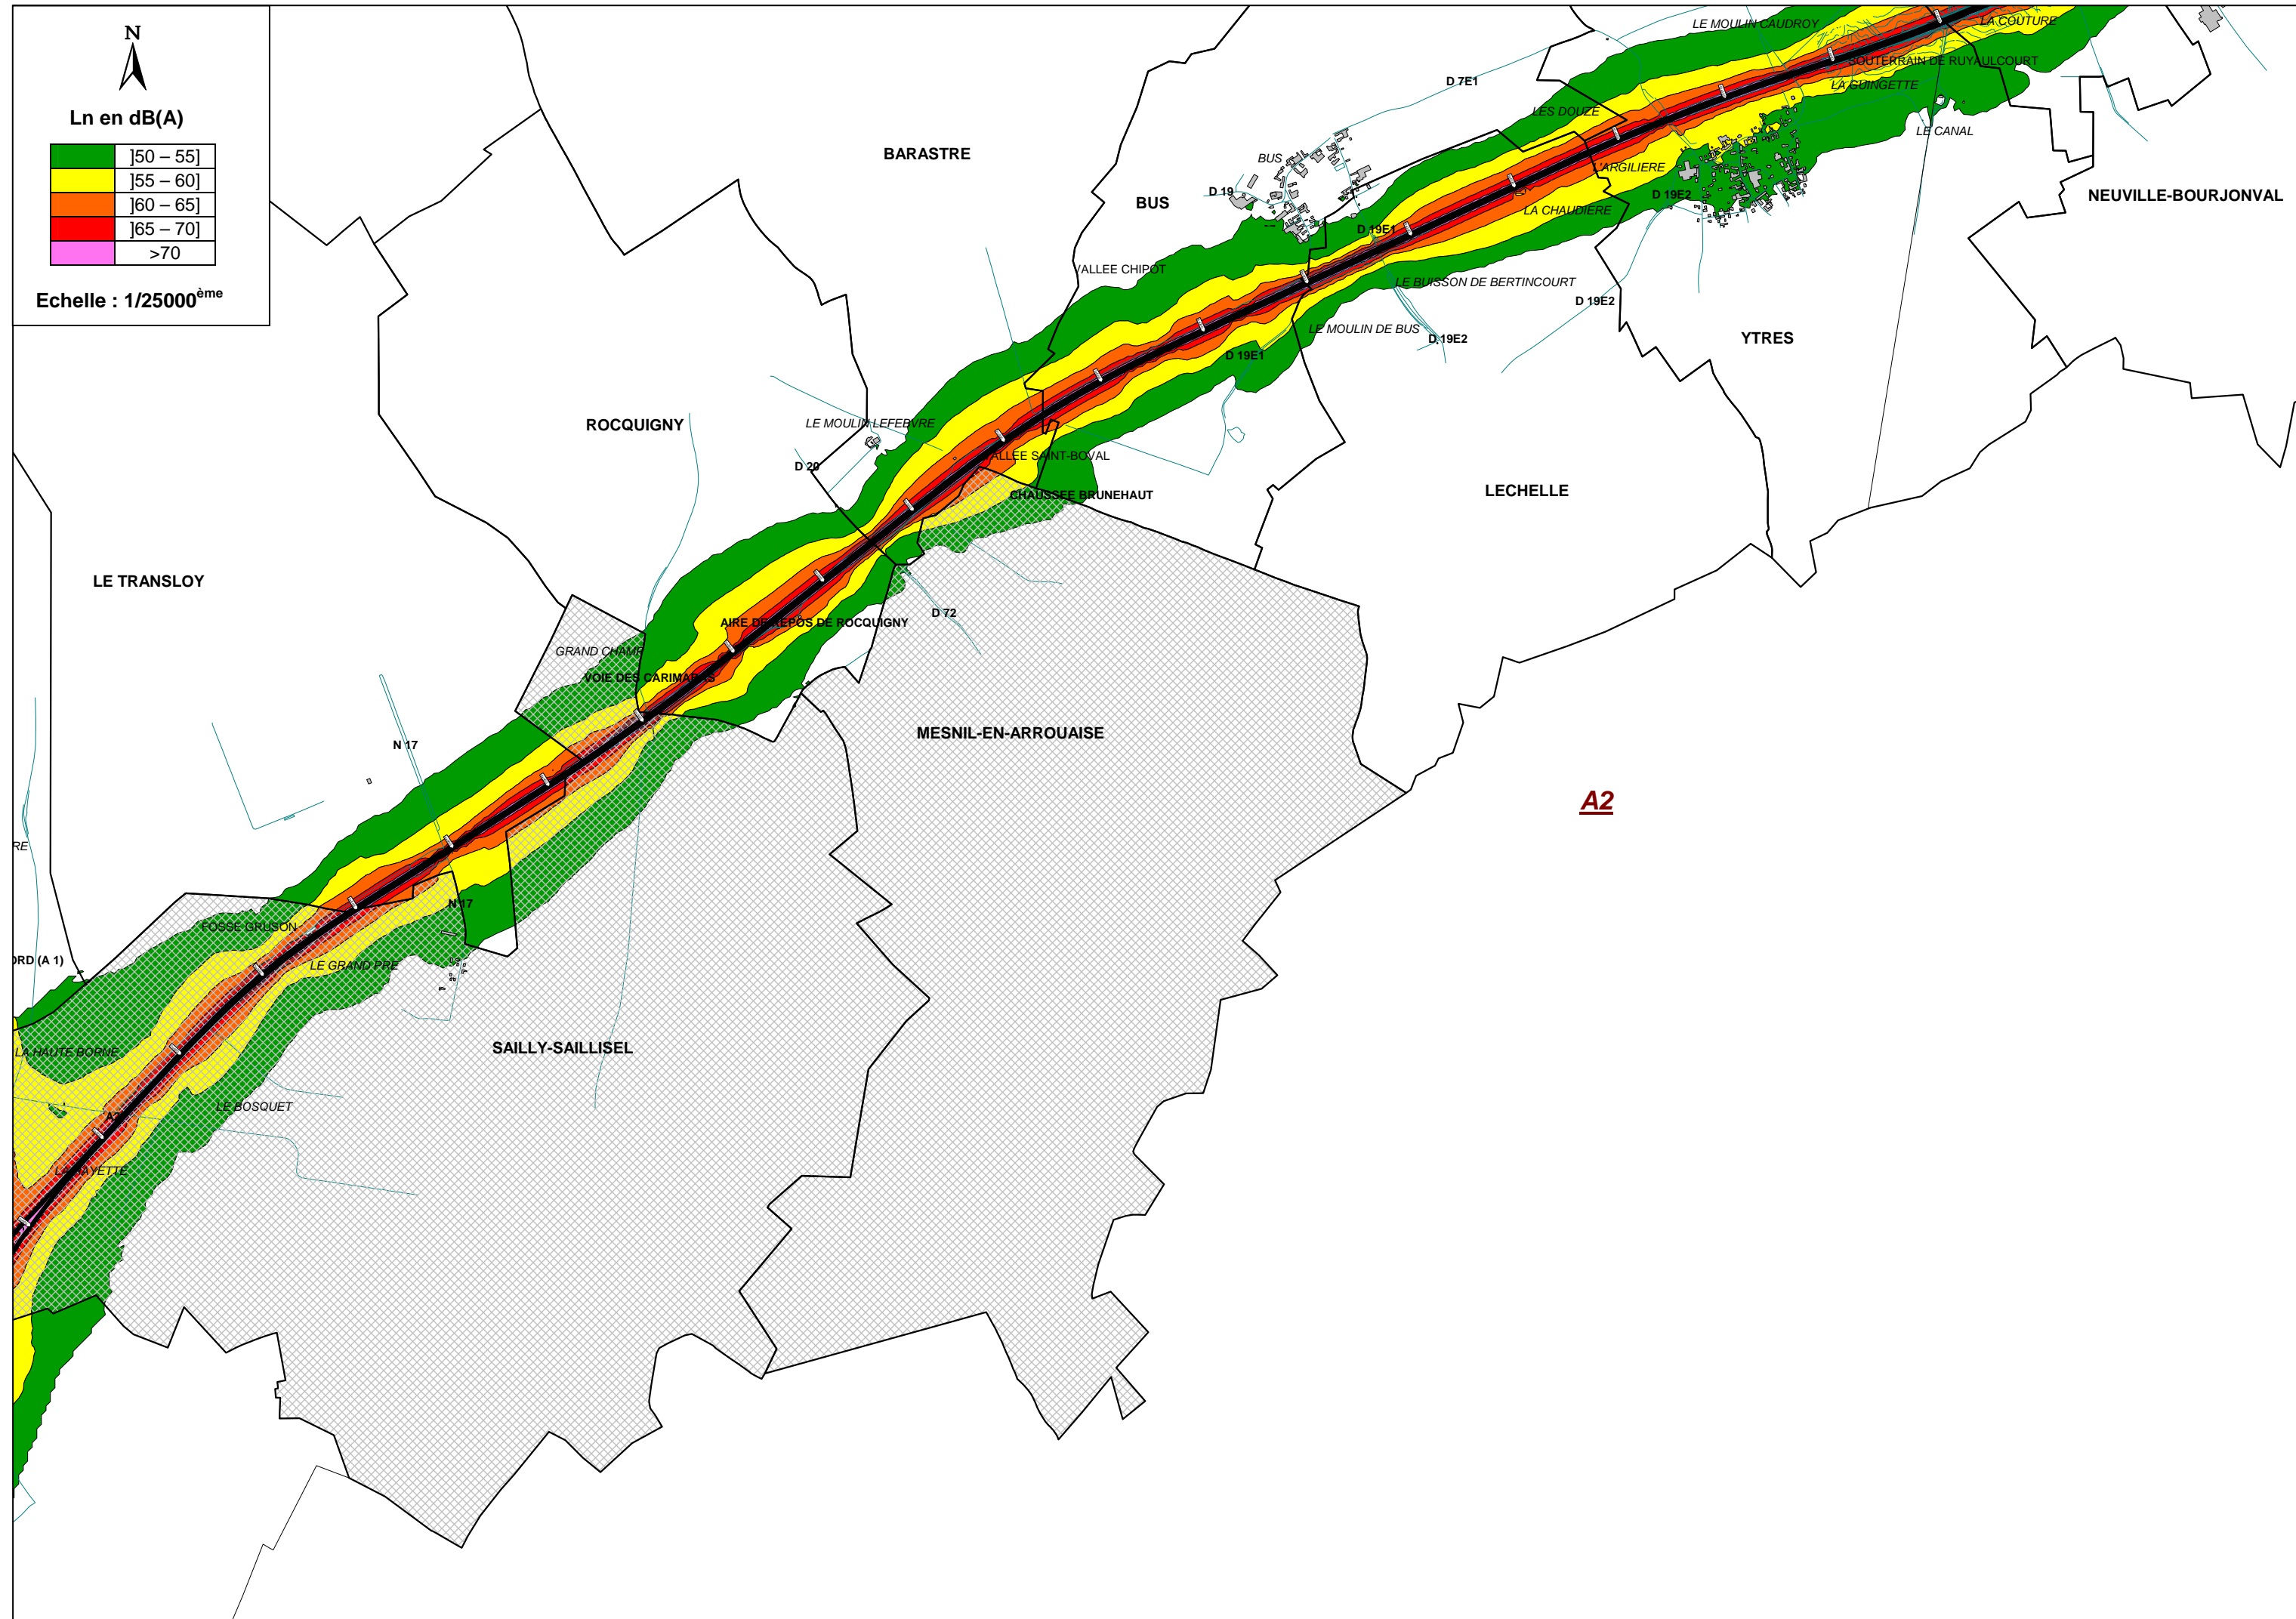 N
Ln en dB(A)
]50 – 55]
]55 – 60]
]60 – 65]
]65 – 70]
>70
Echelle : 1/25000ème
LE MOULIN CAUDROY
LA COUTURE
SOUTERRAIN DE RUYAULCOURT
LA GUINGETTE
D 7E1
LES DOUZE
LE CANAL
BARASTRE
BUS
L'ARGILIERE
D 19
D 19E2
NEUVILLE-BOURJONVAL
BUS
LA CHAUDIERE
D 19E1
VALLEE CHIPOT
LE BUISSON DE BERTINCOURT
D 19E2
LE MOULIN DE BUS
D 19E2
YTRES
D 19E1
ROCQUIGNY
LE MOULIN LEFEBVRE
VALLEE SAINT-BOVAL
D 20
CHAUSSEE BRUNEHAUT
LECHELLE
LE TRANSLOY
D 72
AIRE DE REPOS DE ROCQUIGNY
GRAND CHAMP
VOIE DES CARIMARAS
MESNIL-EN-ARROUAISE
N 17
A2
RE
N 17
FOSSE GRUSON
ORD (A 1)
LE GRAND PRE
SAILLY-SAILLISEL
LA HAUTE BORNE
LE BOSQUET